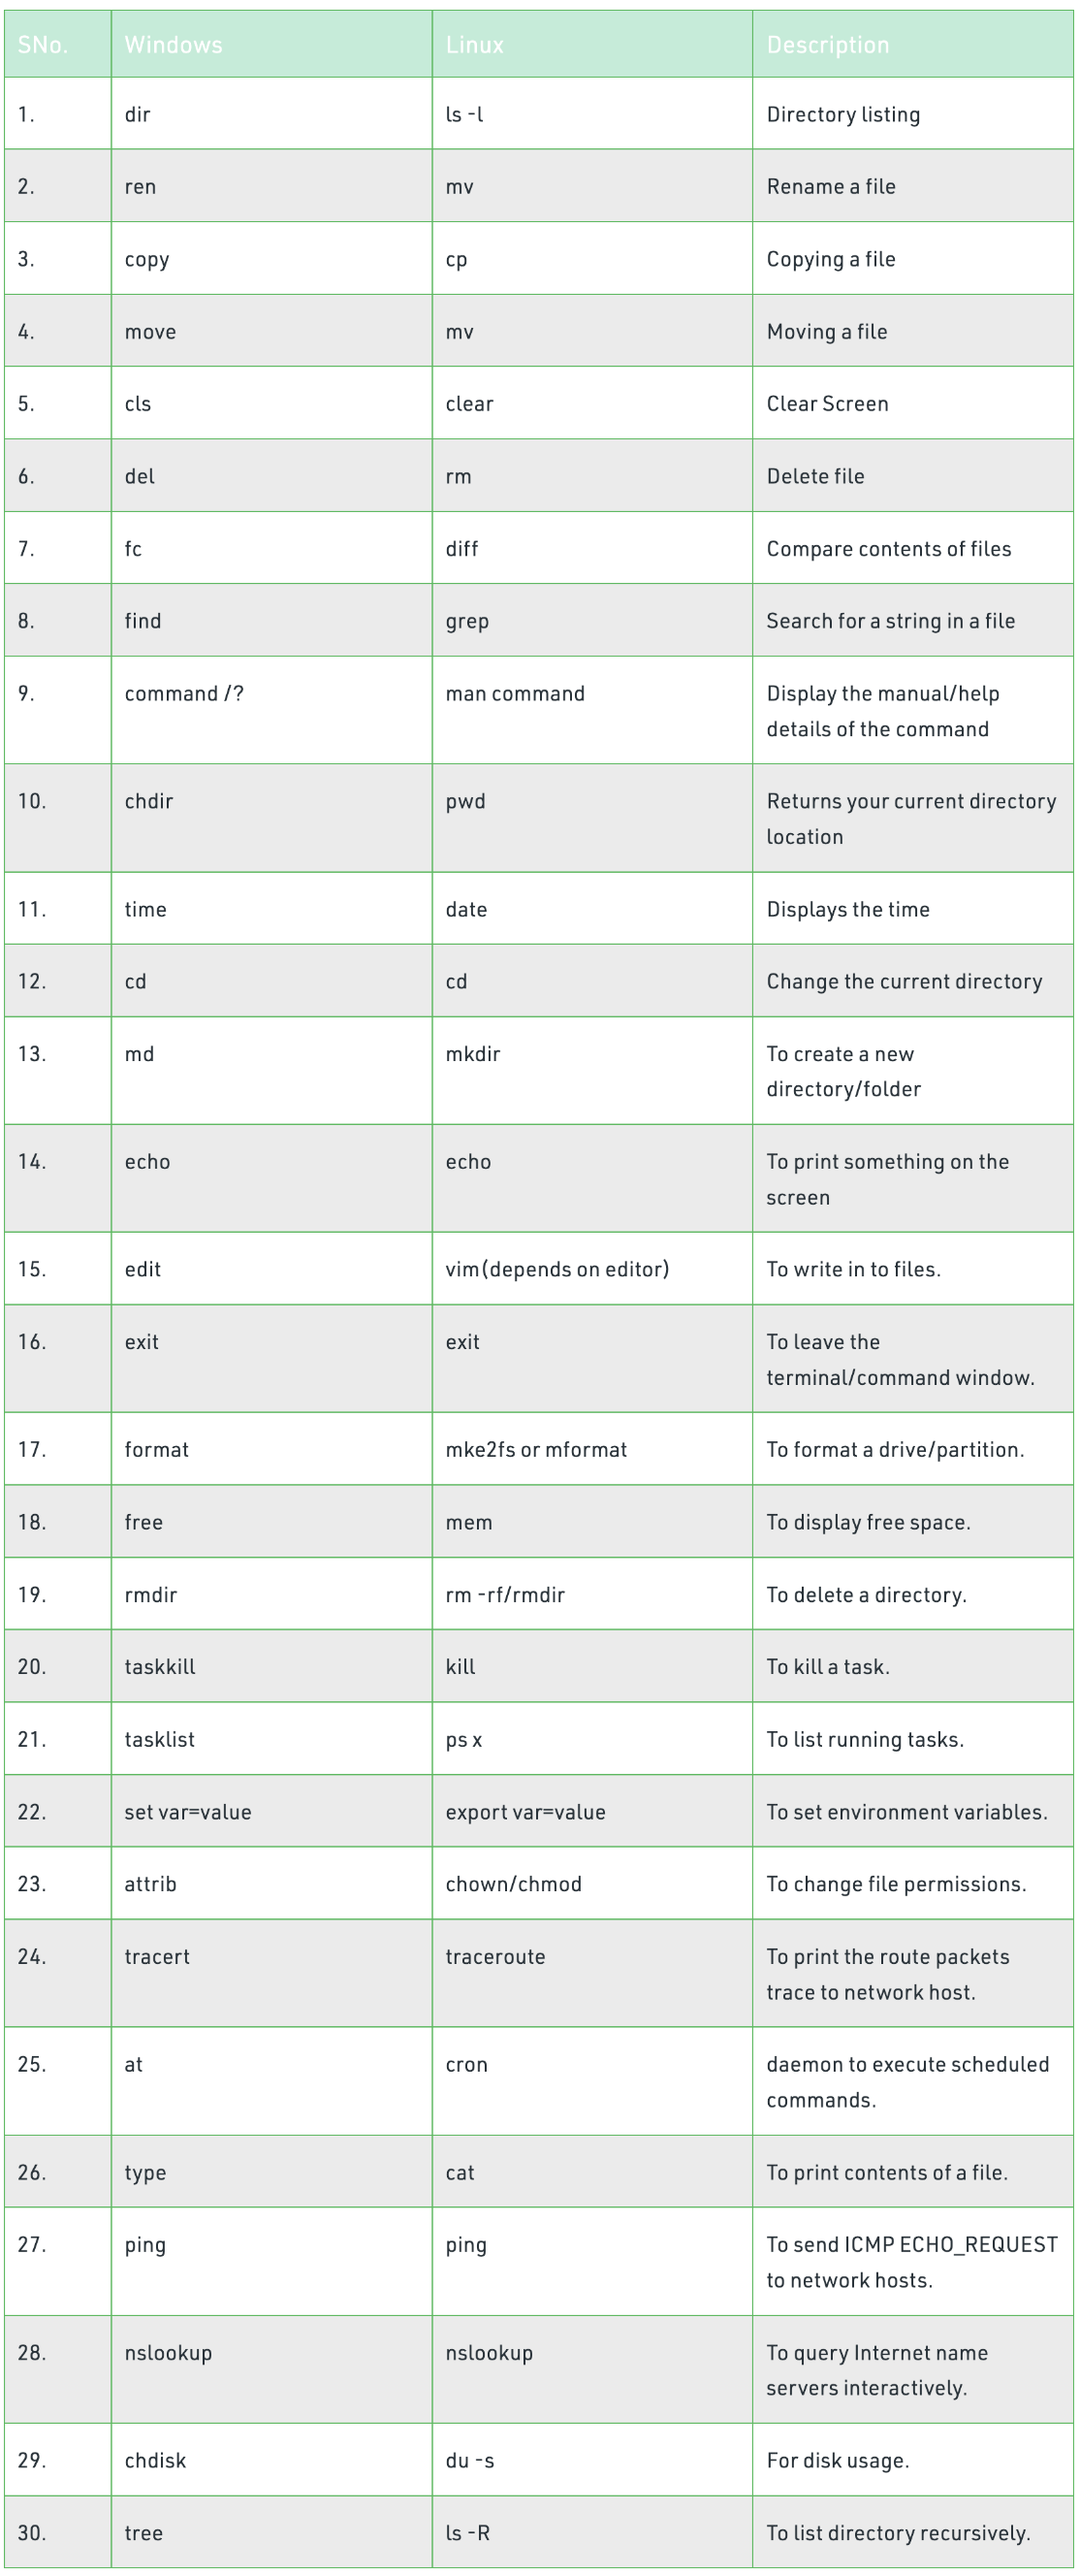 SNo. Windows Linux Description
1. dir ls -l Directory listing
2. ren mv Rename a file
3. copy cp Copying a file
4. move mv Moving a file
5. cls clear Clear Screen
6. del rm Delete file
7. fc diff Compare contents of files
8. find grep Search for a string in a file
9. command /? man command Display the manual/help
details of the command
10. chdir pwd Returns your current directory
location
11. time date Displays the time
12. cd cd Change the current directory
13. md mkdir To create a new
directory/folder
14. echo echo To print something on the
screen
15. edit vim(depends on editor) To write in to files.
16. exit exit To leave the
terminal/command window.
17. format mke2fs or mformat To format a drive/partition.
18. free mem To display free space.
19. rmdir rm -rf/rmdir To delete a directory.
20. taskkill kill To kill a task.
21. tasklist ps x To list running tasks.
22. set var=value export var=value To set environment variables.
23. attrib chown/chmod To change file permissions.
24. tracert traceroute To print the route packets
trace to network host.
25. at cron daemon to execute scheduled
commands.
26. type cat To print contents of a file.
27. ping ping To send ICMP ECHO_REQUEST
to network hosts.
28. nslookup nslookup To query Internet name
servers interactively.
29. chdisk du -s For disk usage.
30. tree ls -R To list directory recursively.